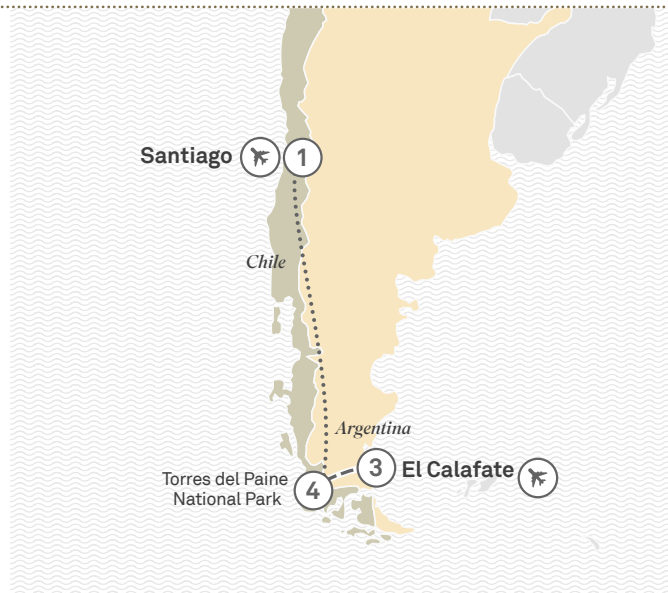 Santiago
1
Chile
Argentina
3
El Calafate
Torres del Paine
National Park
4